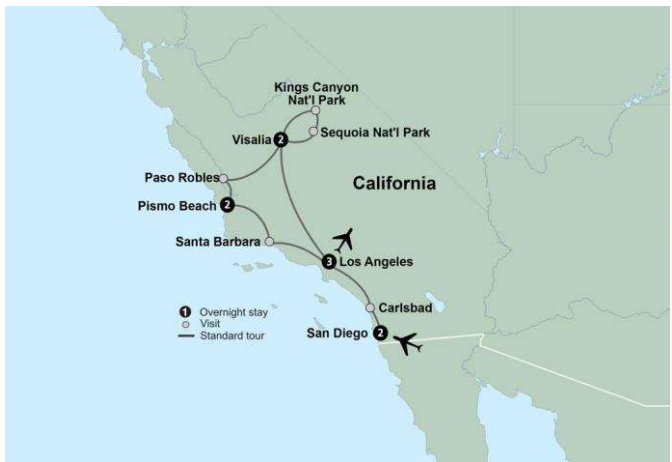 Kings Canyon
Nat'l Park
Visalia
2
Sequoia Nat'l Park
Paso Robles
California
Pismo Beach
2
Santa Barbara
3
Los Angeles
1 Overnight stay
Visit
Standard tour
Carlsbad
San Diego
2